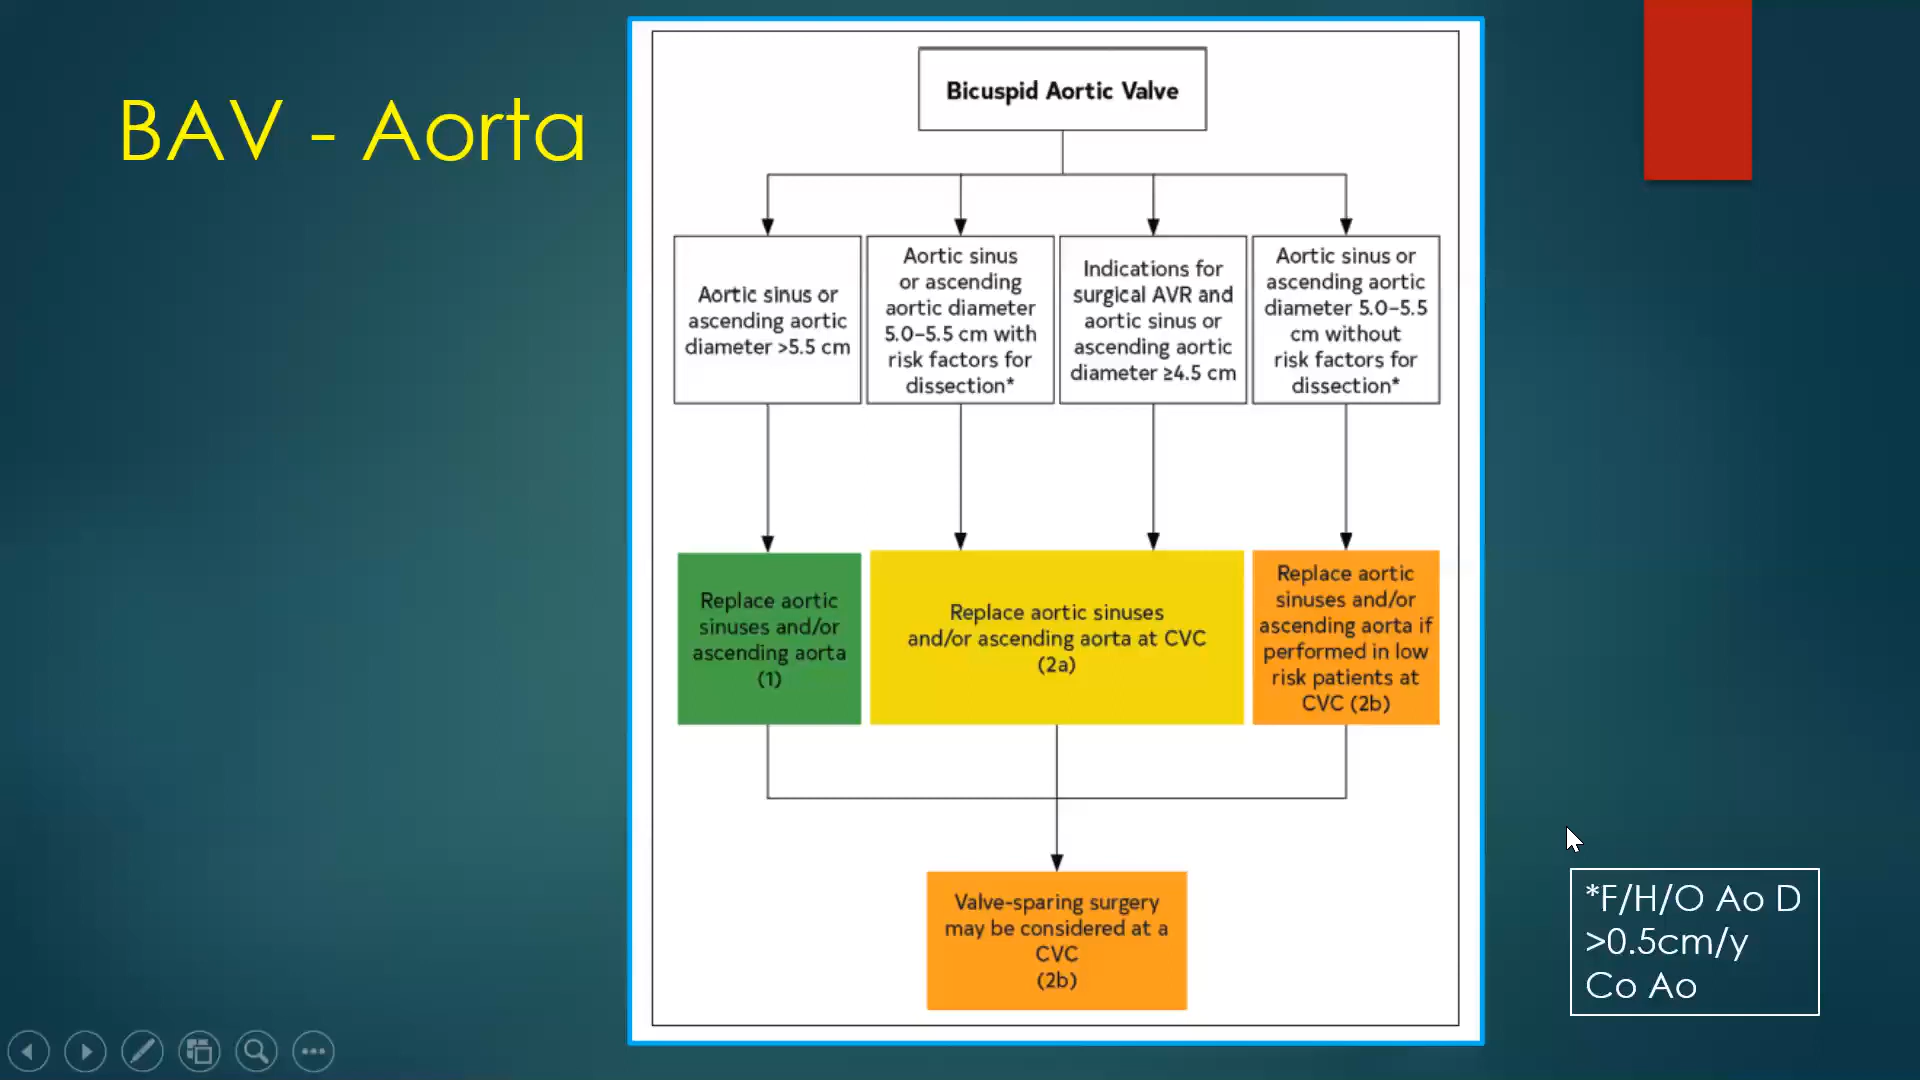 BAV - Aorta
Bicuspid Aortic Valve
Aortic sinus or
ascending aortic
diameter >5.5 cm
Aortic sinus
or ascending
aortic diameter
5.0–5.5 cm with
risk factors for
dissection*
Indications for
surgical AVR and
aortic sinus or
ascending aortic
diameter ≥4.5 cm
Aortic sinus or
ascending aortic
diameter 5.0–5.5
cm without
risk factors for
dissection*
Replace aortic
sinuses and/or
ascending aorta
(1)
Replace aortic sinuses
and/or ascending aorta at CVC
(2a)
Replace aortic
sinuses and/or
ascending aorta if
performed in low
risk patients at
CVC (2b)
Valve-sparing surgery
may be considered at a
CVC
(2b)
*F/H/O Ao D
>0.5cm/y
Co Ao